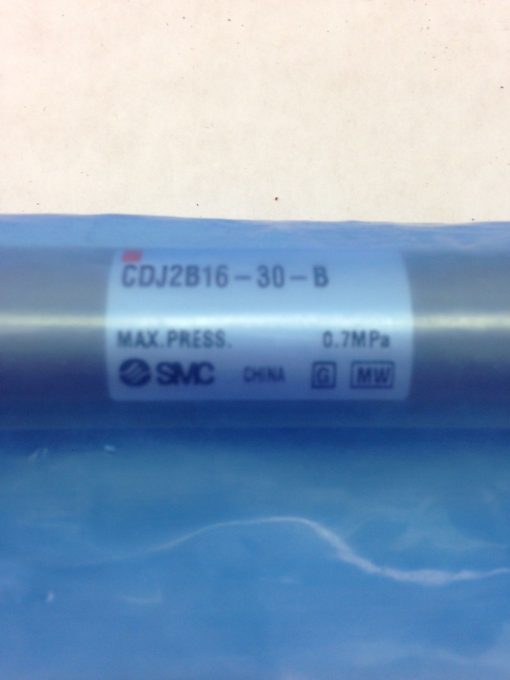 CDJ2B16-30-B
MAX.PRESS. 0.7MPa
SMC CHINA G MW